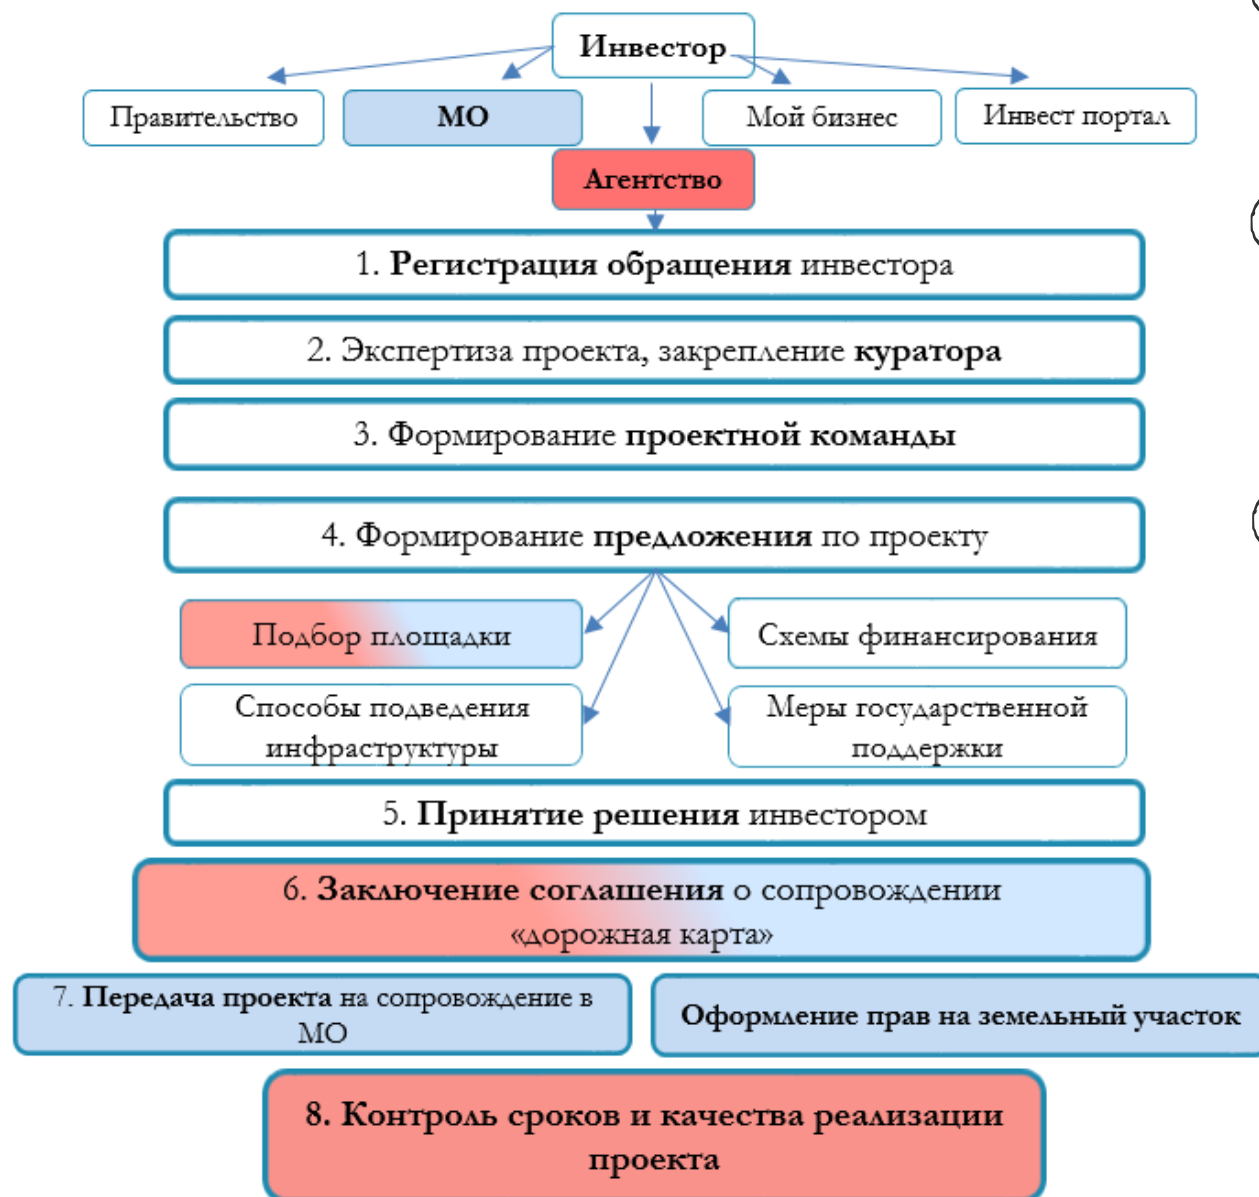 Инвестор
Правительство
МО
Мой бизнес
Инвест портал
Агентство
1. Регистрация обращения инвестора
2. Экспертиза проекта, закрепление куратора
3. Формирование проектной команды
4. Формирование предложения по проекту
Подбор площадки
Схемы финансирования
Способы подведения
инфраструктуры
Меры государственной
поддержки
5. Принятие решения инвестором
6. Заключение соглашения о сопровождении
«дорожная карта»
7. Передача проекта на сопровождение в
МО
Оформление прав на земельный участок
8. Контроль сроков и качества реализации
проекта